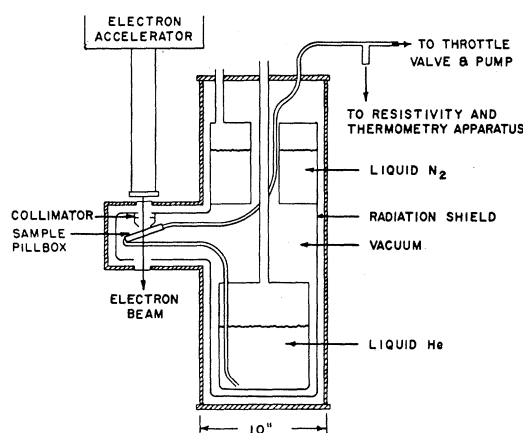 ELECTRON
ACCELERATOR
TO THROTTLE
VALVE & PUMP
TO RESISTIVITY AND
THERMOMETRY APPARATUS
LIQUID N2
COLLIMATOR
RADIATION SHIELD
SAMPLE
PILLBOX
VACUUM
ELECTRON
BEAM
LIQUID He
10"